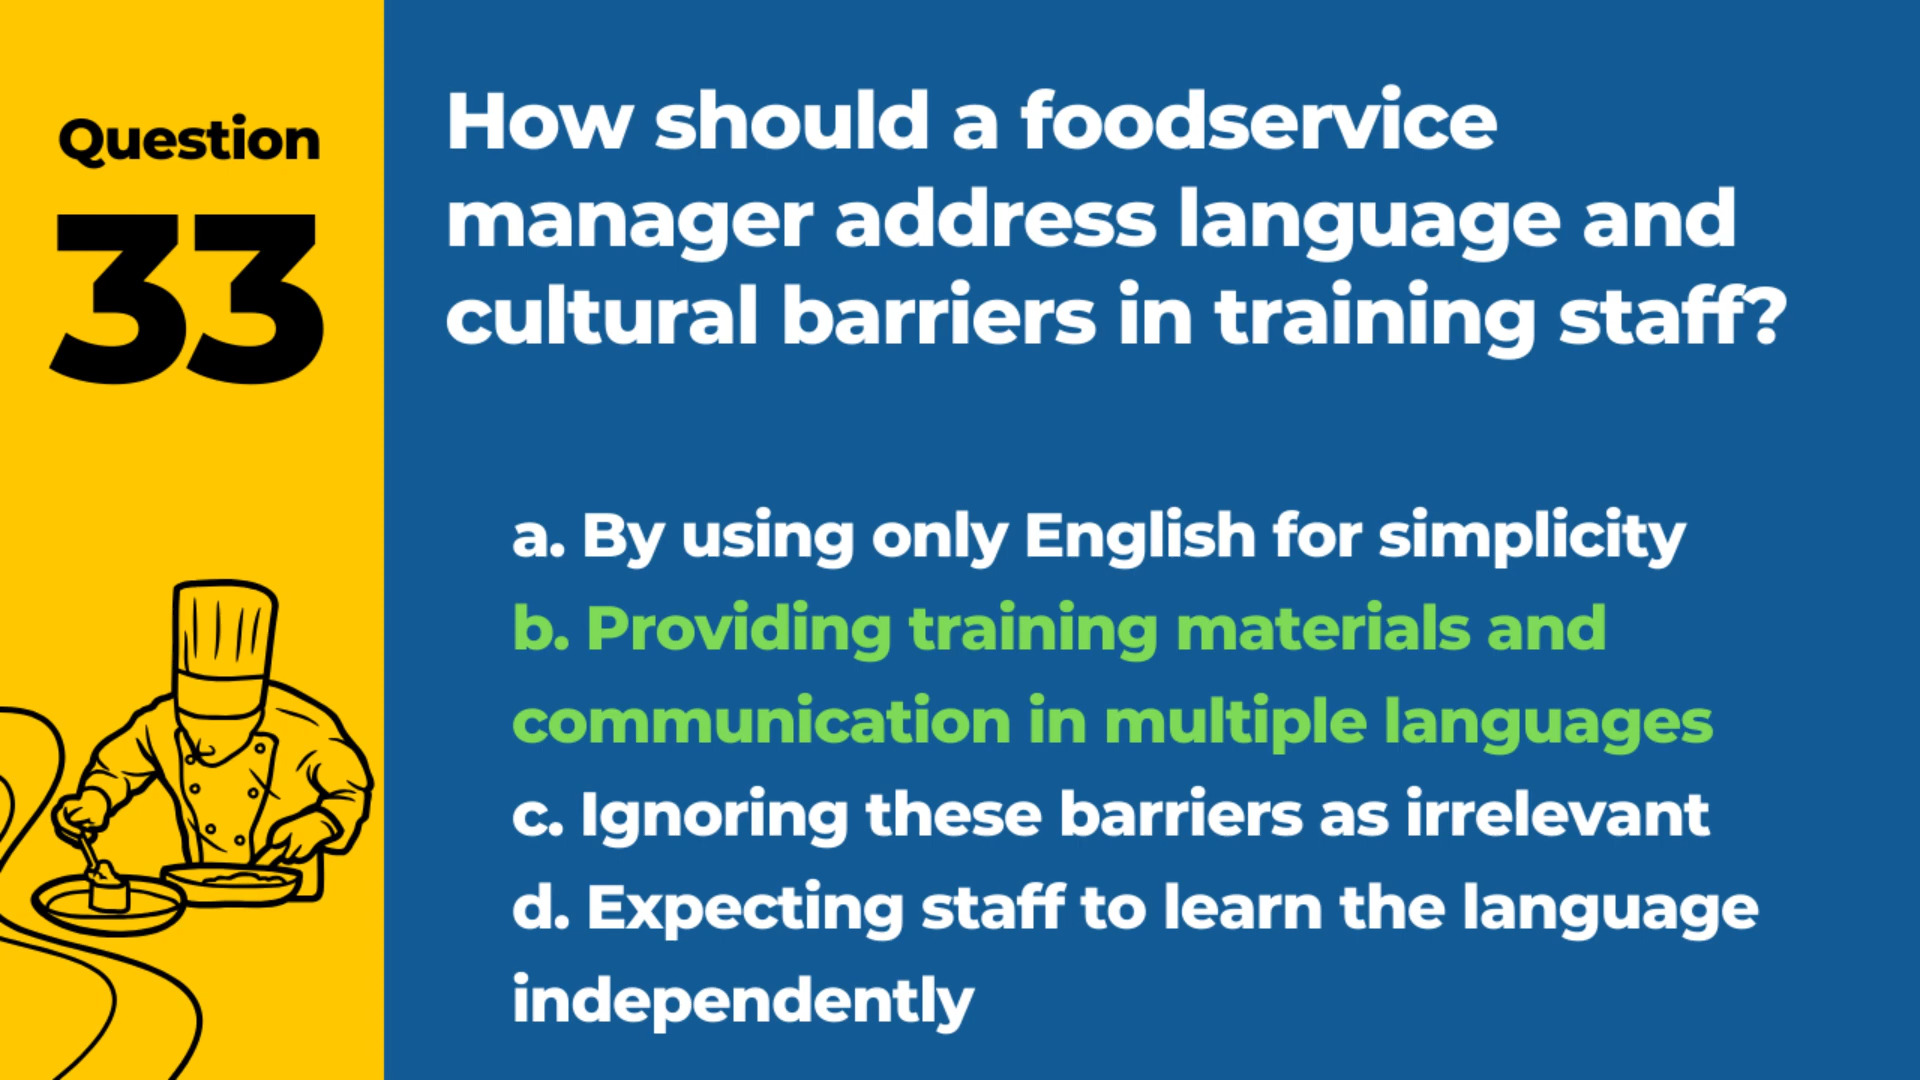 Question
33
How should a foodservice
manager address language and
cultural barriers in training staff?
a. By using only English for simplicity
b. Providing training materials and
communication in multiple languages
c. Ignoring these barriers as irrelevant
d. Expecting staff to learn the language
independently